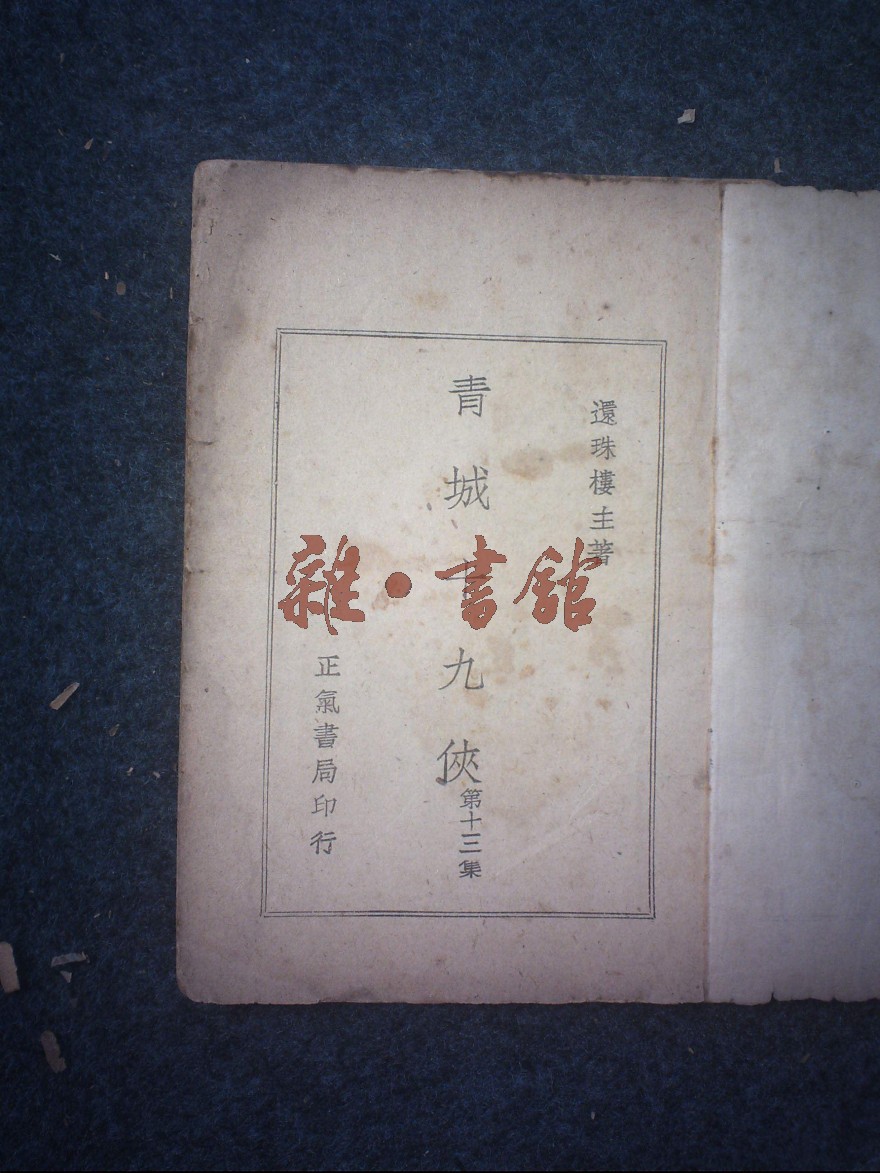 還珠樓主著
青城十九俠
第十三集
正氣書局印行
雜·書館